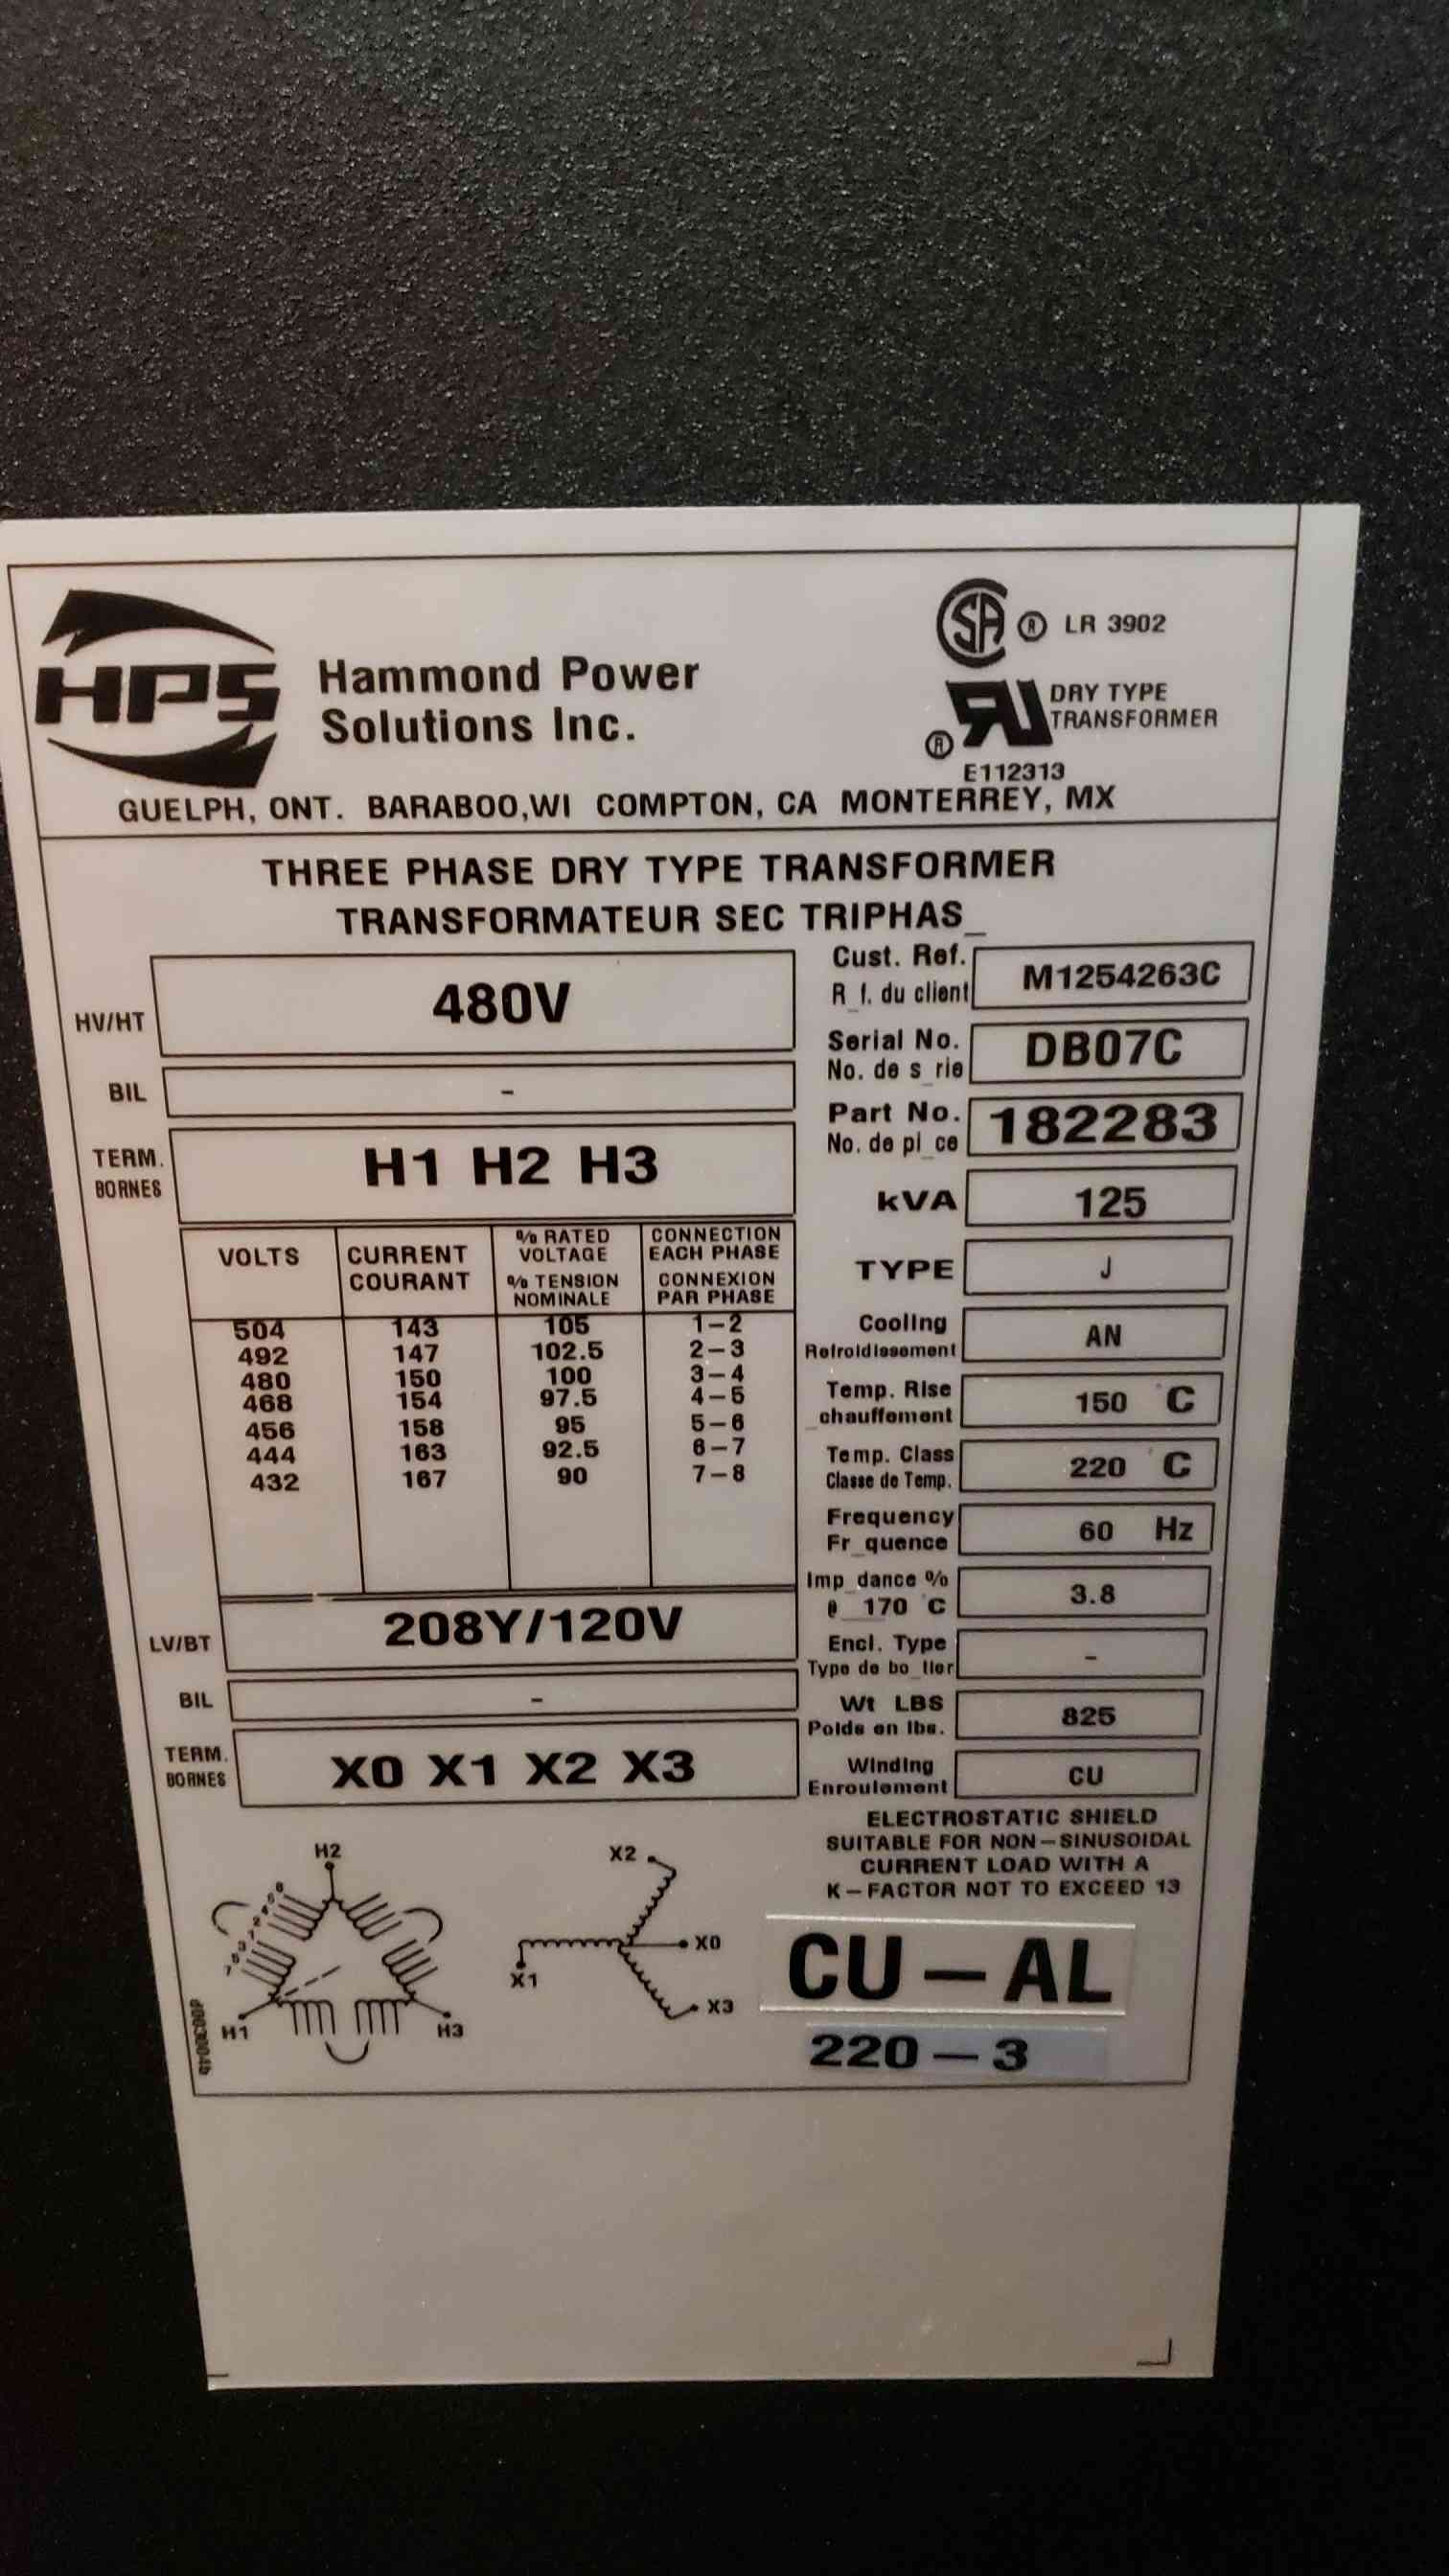 HPS
Hammond Power
Solutions Inc.
SA ® LR 3902
® RU DRY TYPE
TRANSFORMER
E112313
GUELPH, ONT. BARABOO,WI COMPTON, CA MONTERREY, MX
THREE PHASE DRY TYPE TRANSFORMER
TRANSFORMATEUR SEC TRIPHAS_
HV/HT 480V
BIL -
TERM.
BORNES
H1 H2 H3
VOLTS
CURRENT
COURANT
% RATED
VOLTAGE
% TENSION
NOMINALE
CONNECTION
EACH PHASE
CONNEXION
PAR PHASE
504 143 105 1-2
492 147 102.5 2-3
480 150 100 3-4
468 154 97.5 4-5
456 158 95 5-6
444 163 92.5 6-7
432 167 90 7-8
LV/BT 208Y/120V
BIL -
TERM.
BORNES
X0 X1 X2 X3
Cust. Ref.
R_f. du client
M1254263C
Serial No.
No. de s_rie
DB07C
Part No.
No. de pi_ce
182283
kVA 125
TYPE J
Cooling
Refroidissement
AN
Temp. Rise
_chauffement
150 °C
Temp. Class
Classe de Temp.
220 °C
Frequency
Fr_quence
60 Hz
Imp_dance %
@ 170 °C
3.8
Encl. Type
Type de bo_tier
-
Wt LBS
Poids en lbs.
825
Winding
Enroulement
CU
ELECTROSTATIC SHIELD
SUITABLE FOR NON-SINUSOIDAL
CURRENT LOAD WITH A
K-FACTOR NOT TO EXCEED 13
CU-AL
220-3
H2
H1
H3
X2
X0
X1
X3